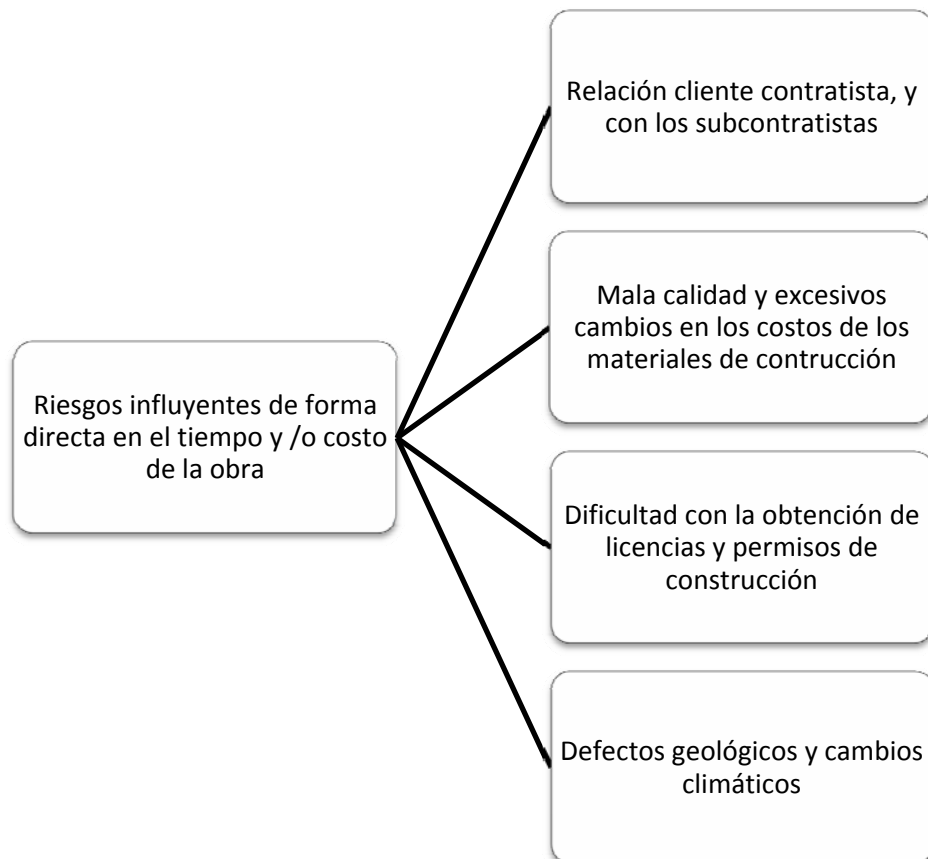 Relación cliente contratista, y
con los subcontratistas
Mala calidad y excesivos
cambios en los costos de los
materiales de contrucción
Riesgos influyentes de forma
directa en el tiempo y /o costo
de la obra
Dificultad con la obtención de
licencias y permisos de
construcción
Defectos geológicos y cambios
climáticos